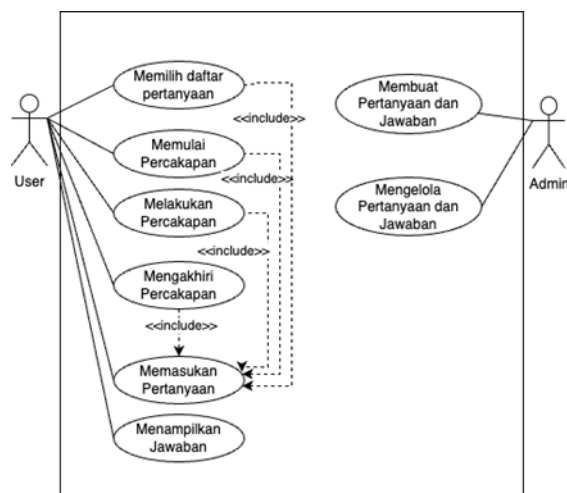 Memilih daftar
pertanyaan
<<include>>
Membuat
Pertanyaan dan
Jawaban
Memulai
Percakapan
<<include>>
User
Admin
Melakukan
Percakapan
Mengelola
Pertanyaan dan
Jawaban
<<include>>
Mengakhiri
Percakapan
<<include>>
Memasukan
Pertanyaan
Menampilkan
Jawaban